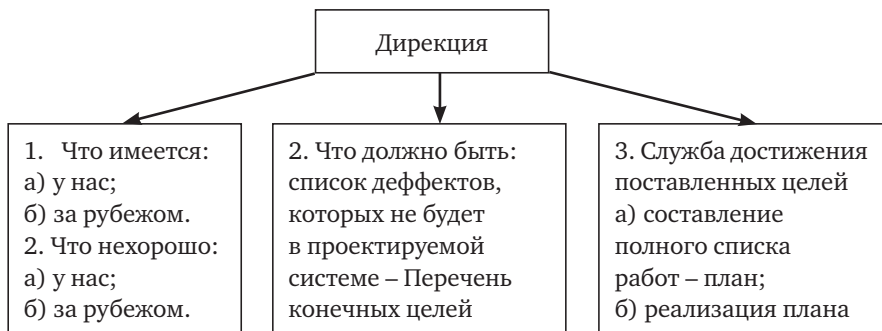 Дирекция
1. Что имеется:
а) у нас;
б) за рубежом.
2. Что нехорошо:
а) у нас;
б) за рубежом.
2. Что должно быть:
список деффектов,
которых не будет
в проектируемой
системе – Перечень
конечных целей
3. Служба достижения
поставленных целей
а) составление
полного списка
работ – план;
б) реализация плана